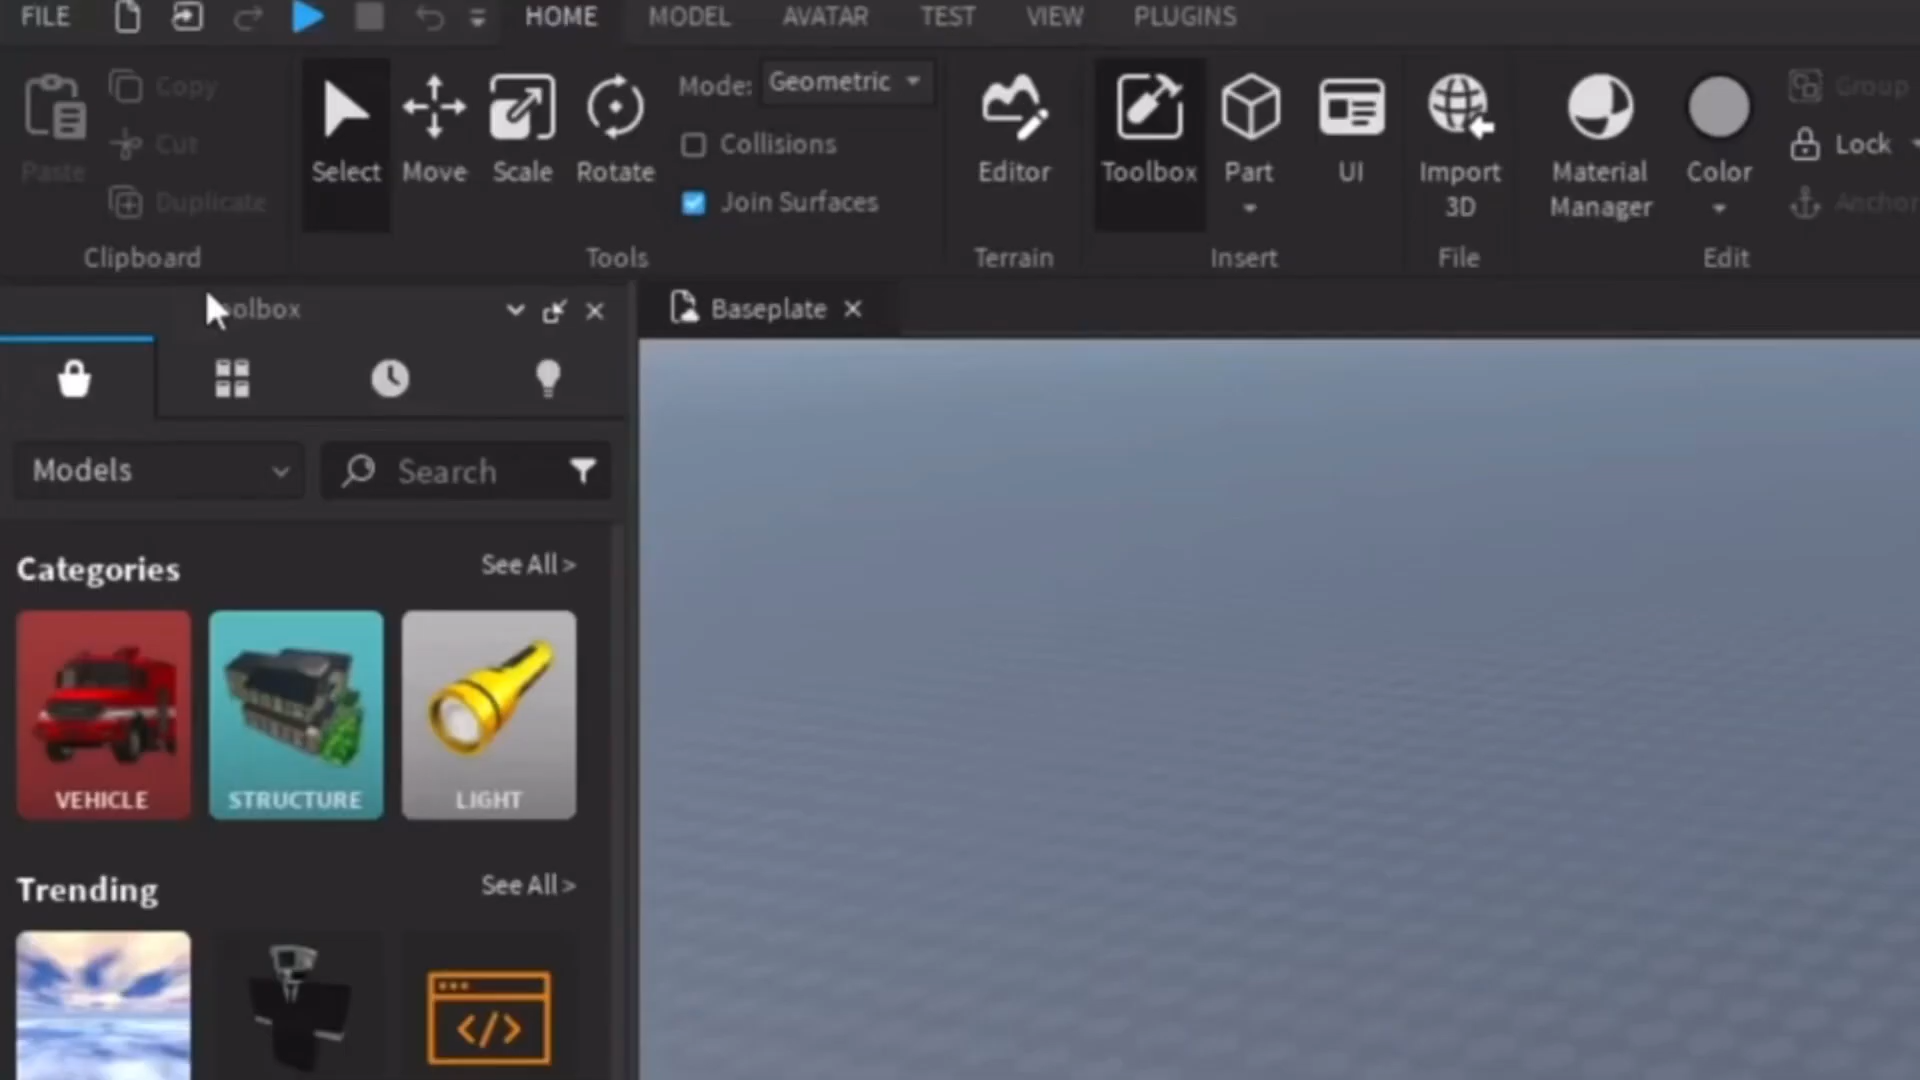 FILE
HOME
MODEL
AVATAR
TEST
VIEW
PLUGINS
Paste
Copy
Cut
Duplicate
Clipboard
Select
Move
Scale
Rotate
Mode:
Geometric
Collisions
Join Surfaces
Tools
Editor
Terrain
Toolbox
Part
UI
Insert
Import
3D
File
Material
Manager
Color
Group
Lock
Anchor
Edit
oolbox
Baseplate
Models
Search
Categories
See All >
VEHICLE
STRUCTURE
LIGHT
Trending
See All >